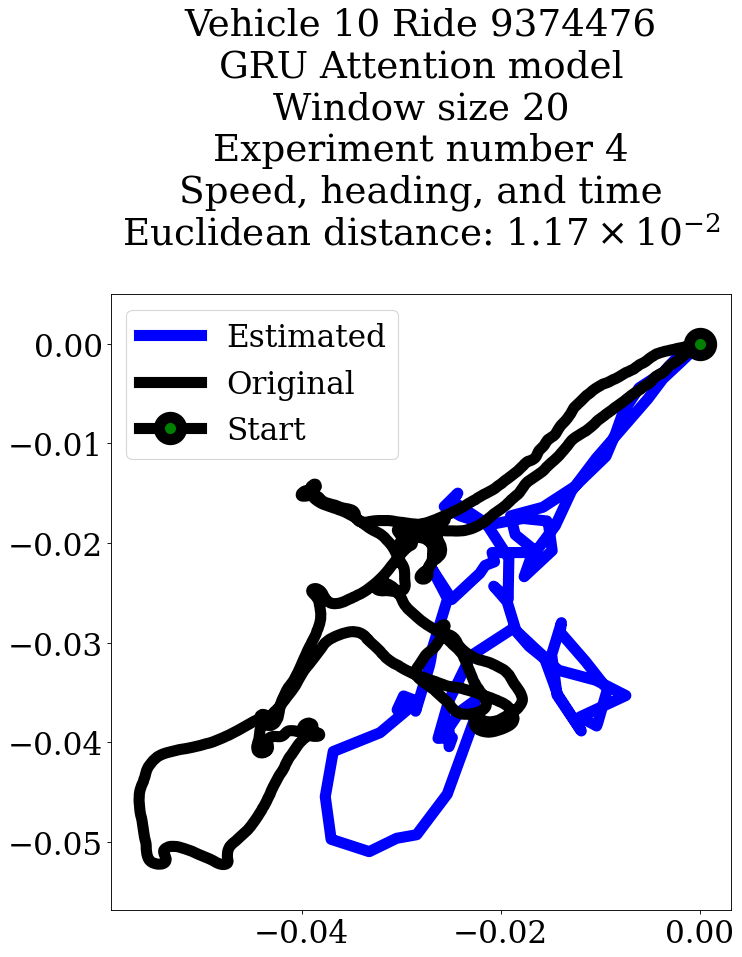 Vehicle 10 Ride 9374476
GRU Attention model
Window size 20
Experiment number 4
Speed, heading, and time
Euclidean distance: 1.17 × 10⁻²
Estimated
Original
Start
0.00
−0.01
−0.02
−0.03
−0.04
−0.05
−0.04 −0.02 0.00